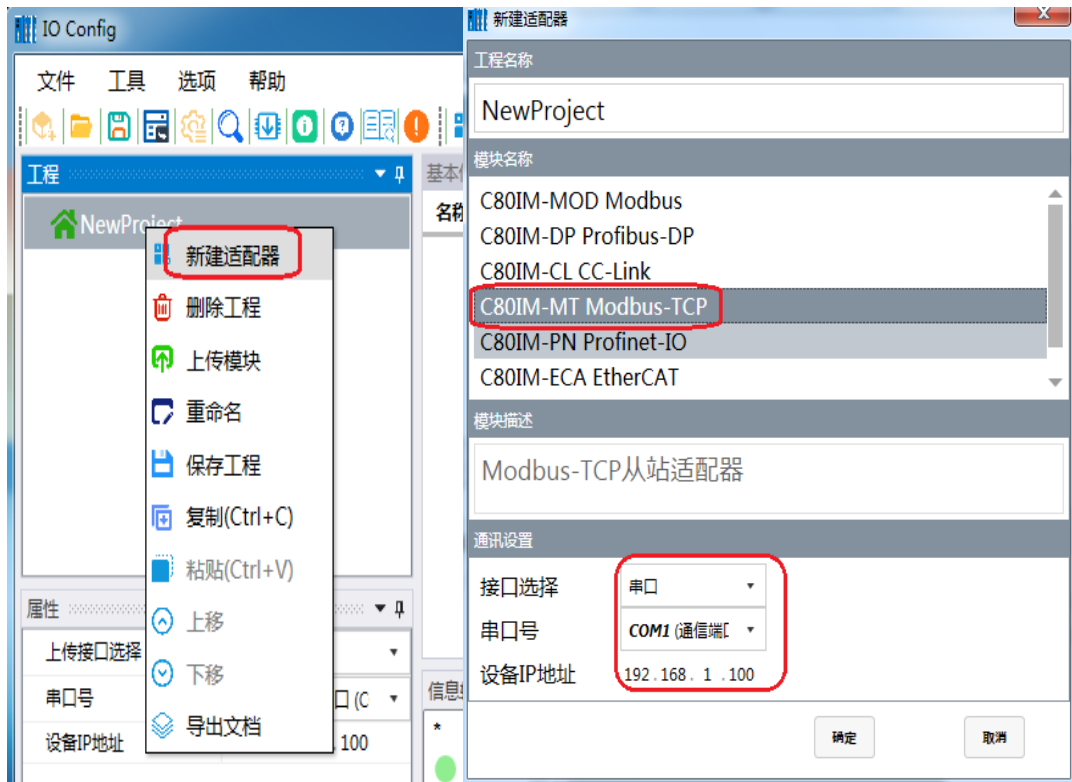 IO Config
文件 工具 选项 帮助
工程
NewProject
新建适配器
删除工程
上传模块
重命名
保存工程
复制(Ctrl+C)
粘贴(Ctrl+V)
上移
下移
导出文档
基本
名称
属性
上传接口选择
串口号
口 (C
设备IP地址
.100
信息
*
新建适配器
X
工程名称
NewProject
模块名称
C80IM-MOD Modbus
C80IM-DP Profibus-DP
C80IM-CL CC-Link
C80IM-MT Modbus-TCP
C80IM-PN Profinet-IO
C80IM-ECA EtherCAT
模块描述
Modbus-TCP从站适配器
通讯设置
接口选择 串口
串口号 COM1 (通信端口
设备IP地址 192.168.1.100
确定 取消